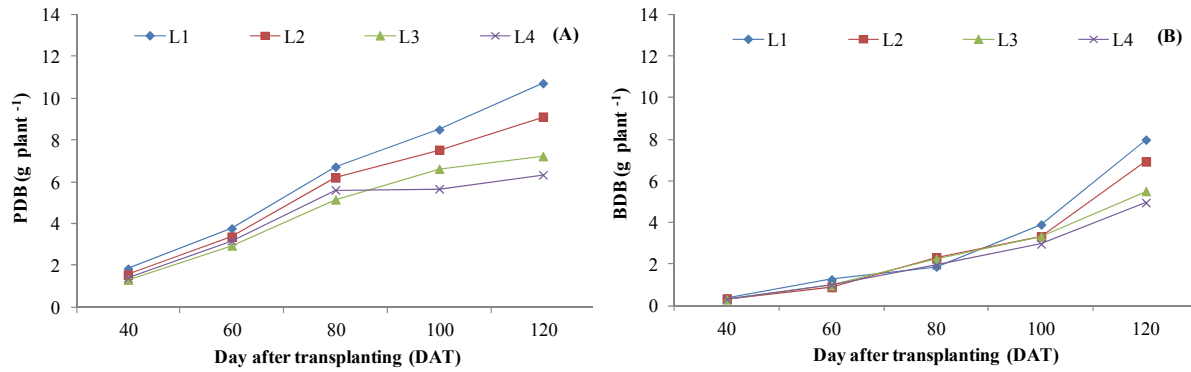 L1 L2 L3 L4 (A)
PDB (g plant -1)
14
12
10
8
6
4
2
0
40 60 80 100 120
Day after transplanting (DAT)
L1 L2 L3 L4 (B)
BDB (g plant -1)
14
12
10
8
6
4
2
0
40 60 80 100 120
Day after transplanting (DAT)